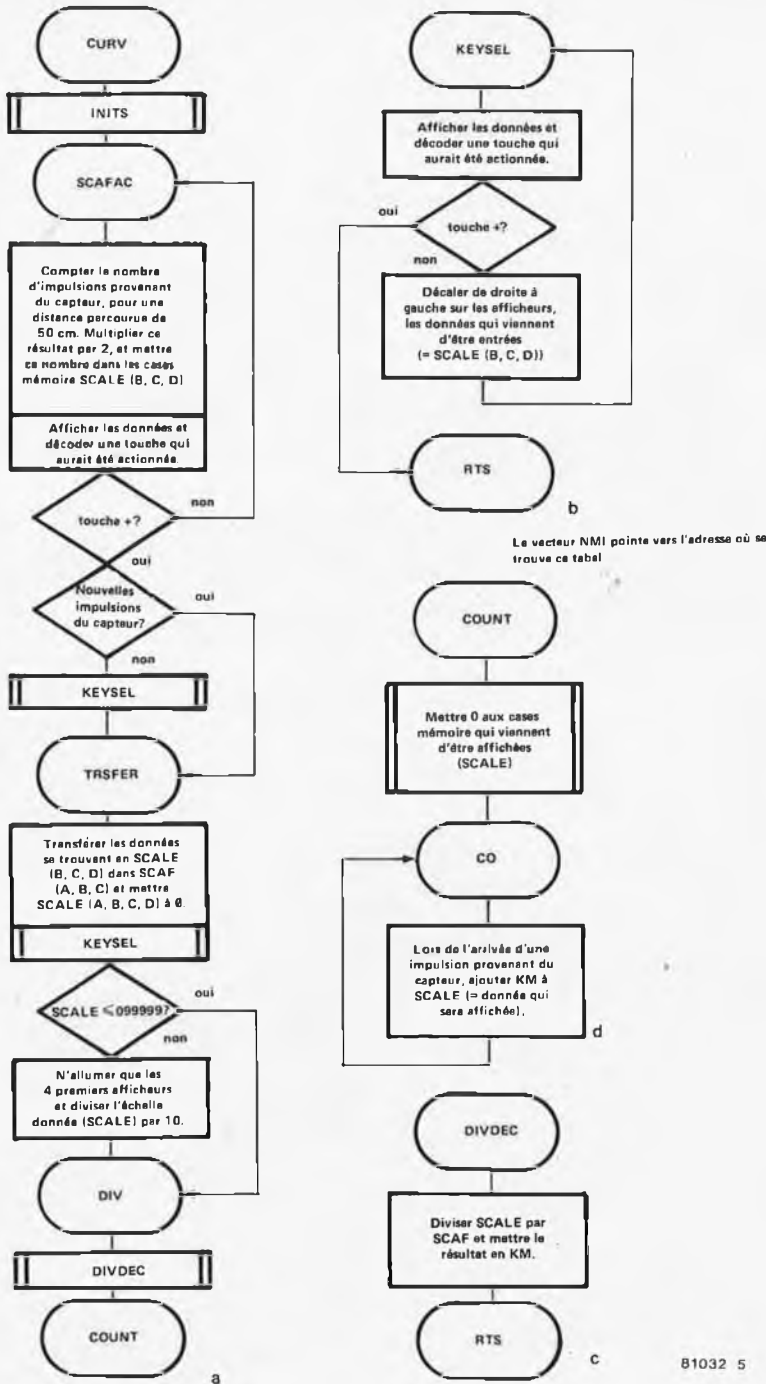 CURV
INITS
SCAFAC
Compter le nombre
d'impulsions provenant
du capteur, pour une
distance parcourue de
50 cm. Multiplier ce
résultat par 2, et mettre
ce nombre dans les cases
mémoire SCALE (B, C, D)
Afficher les données et
décoder une touche qui
aurait été actionnée.
non
touche +?
oui
Nouvelles
impulsions
du capteur?
oui
non
KEYSEL
TRSFER
Transférer les données
se trouvent en SCALE
(B, C, D) dans SCAF
(A, B, C) et mettre
SCALE (A, B, C, D) à 0.
KEYSEL
SCALE ⩽ 099999?
oui
non
N'allumer que les
4 premiers afficheurs
et diviser l'échelle
donnée (SCALE) par 10.
DIV
DIVDEC
COUNT
a
KEYSEL
Afficher les données et
décoder une touche qui
aurait été actionnée.
oui
touche +?
non
Décaler de droite à
gauche sur les afficheurs,
les données qui viennent
d'être entrées
(= SCALE (B, C, D))
RTS
b
Le vecteur NMI pointe vers l'adresse où se
trouve ce label
COUNT
Mettre 0 aux cases
mémoire qui viennent
d'être affichées
(SCALE)
CO
Lors de l'arrivée d'une
impulsion provenant du
capteur, ajouter KM à
SCALE (= donnée qui
sera affichée).
d
DIVDEC
Diviser SCALE par
SCAF et mettre le
résultat en KM.
RTS
c
81032 5